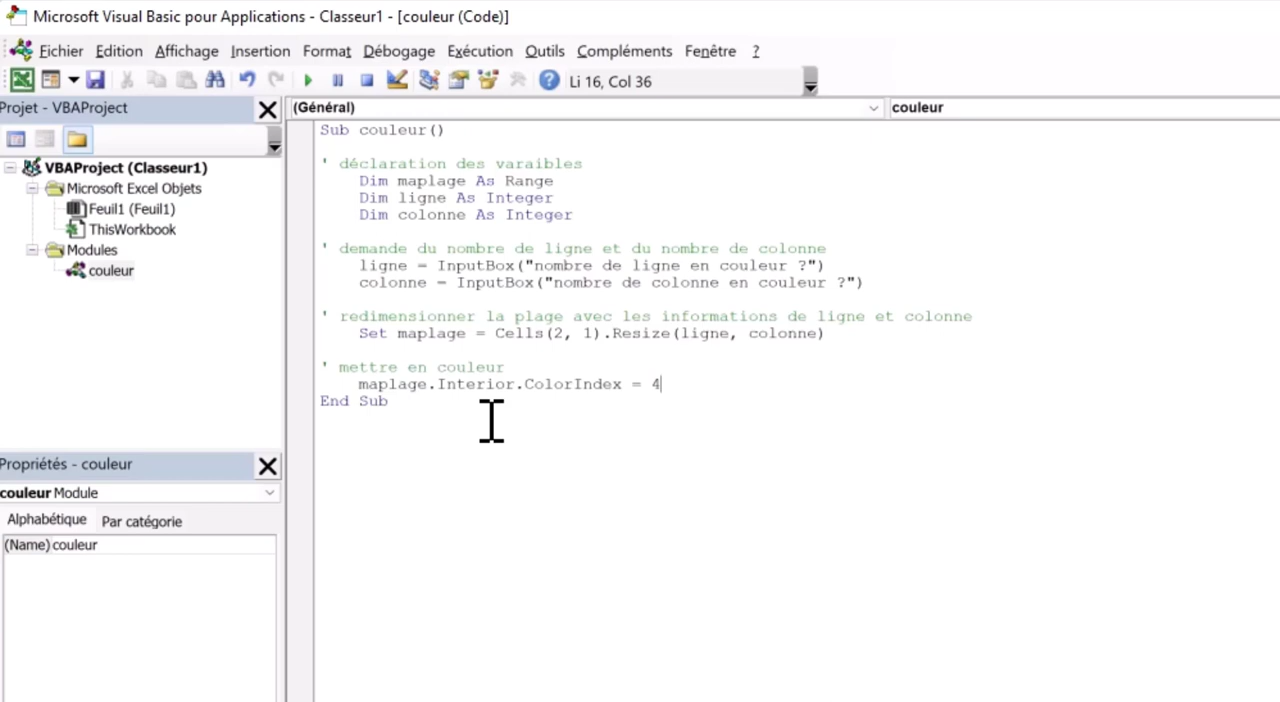 Microsoft Visual Basic pour Applications - Classeur1 - [couleur (Code)]
Fichier Edition Affichage Insertion Format Débogage Exécution Outils Compléments Fenêtre ?
Li 16, Col 36
Projet - VBAProject
VBAProject (Classeur1)
Microsoft Excel Objets
Feuil1 (Feuil1)
ThisWorkbook
Modules
couleur
Propriétés - couleur
couleur Module
Alphabétique Par catégorie
(Name) couleur
(Général) couleur
Sub couleur()
' déclaration des varaibles
Dim maplage As Range
Dim ligne As Integer
Dim colonne As Integer
' demande du nombre de ligne et du nombre de colonne
ligne = InputBox("nombre de ligne en couleur ?")
colonne = InputBox("nombre de colonne en couleur ?")
' redimensionner la plage avec les informations de ligne et colonne
Set maplage = Cells(2, 1).Resize(ligne, colonne)
' mettre en couleur
maplage.Interior.ColorIndex = 4
End Sub